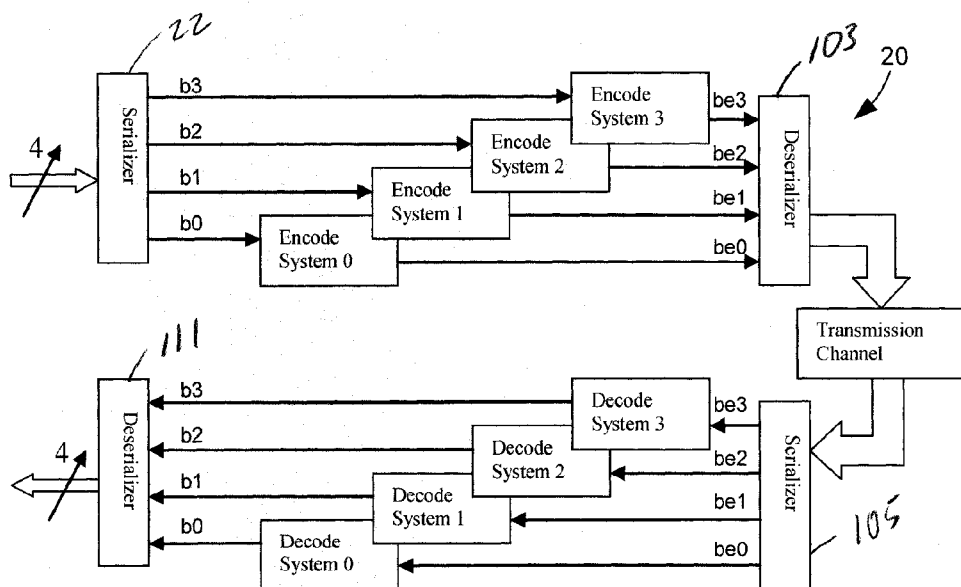 22
103
20
b3
Encode
System 3
be3
b2
Encode
System 2
be2
4
Serializer
b1
Encode
System 1
be1
Deserializer
b0
Encode
System 0
be0
Transmission
Channel
111
b3
Decode
System 3
be3
b2
Decode
System 2
be2
4
Deserializer
b1
Decode
System 1
be1
Serializer
b0
Decode
System 0
be0
105